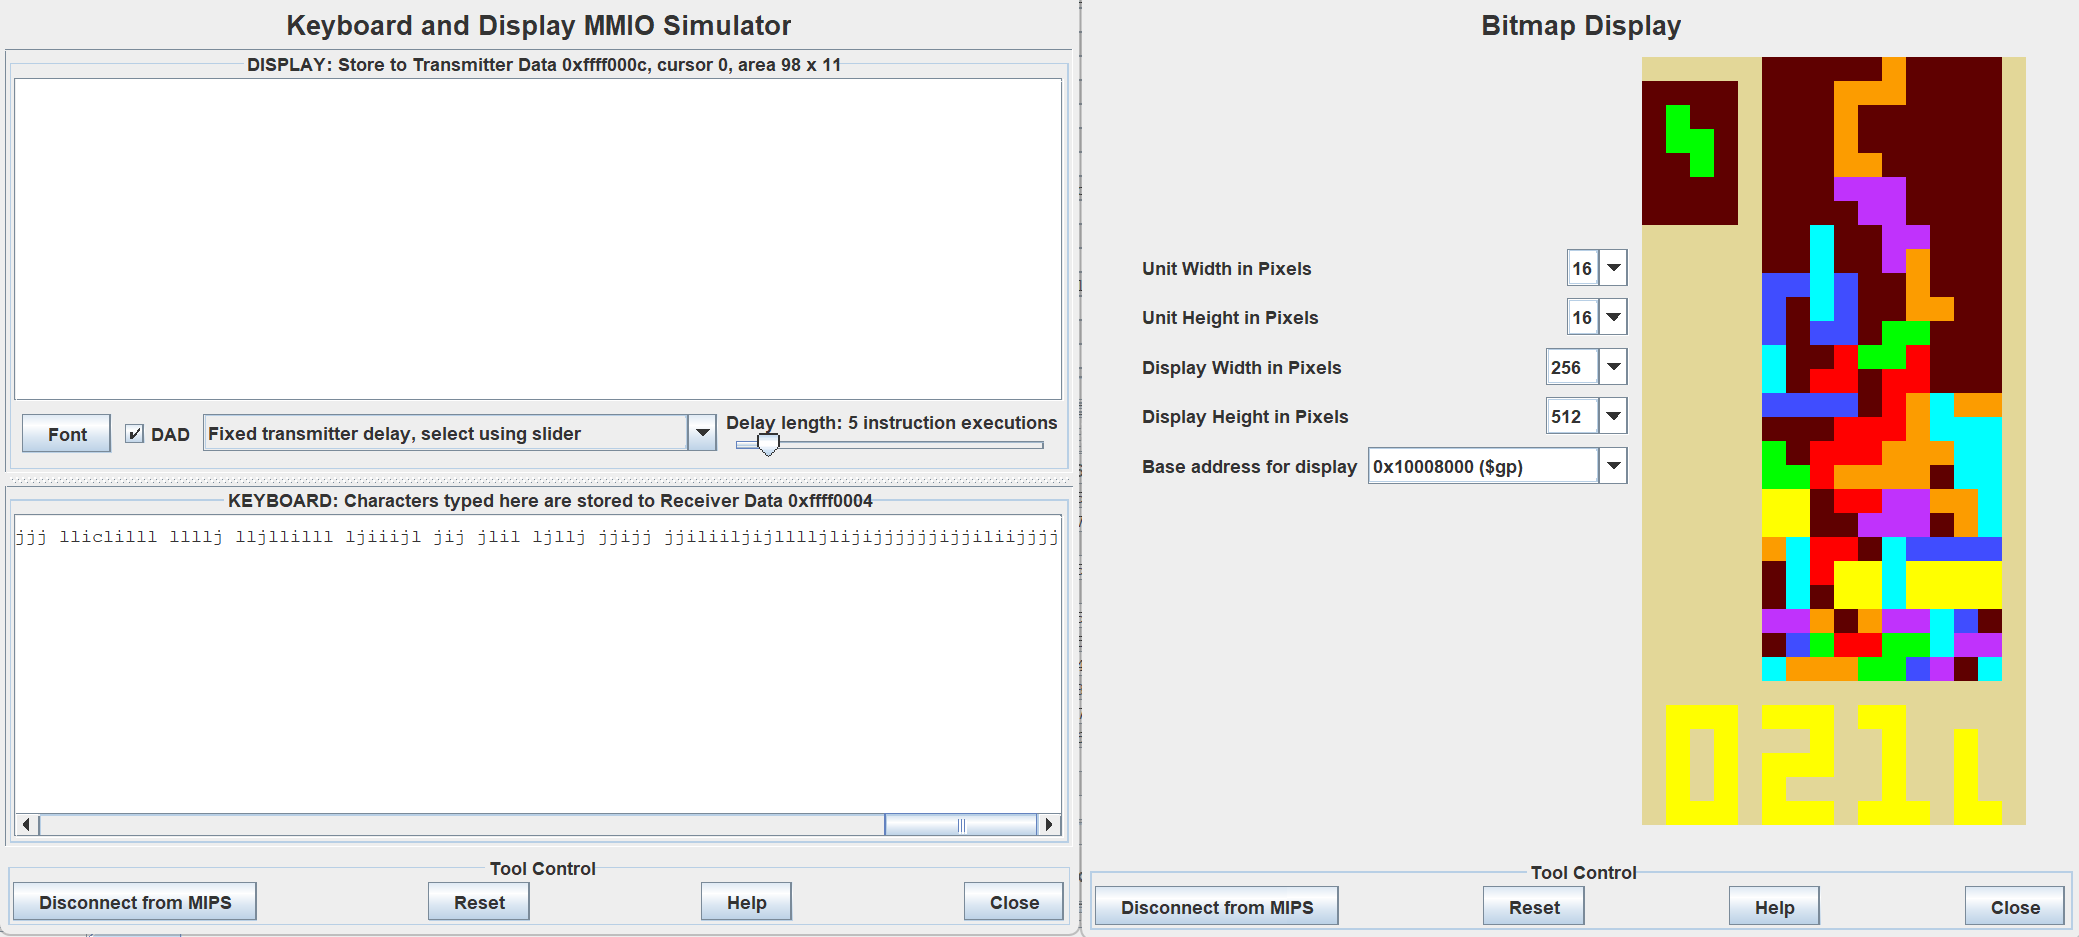 Keyboard and Display MMIO Simulator
DISPLAY: Store to Transmitter Data 0xffff000c, cursor 0, area 98 x 11
Font
DAD
Fixed transmitter delay, select using slider
Delay length: 5 instruction executions
KEYBOARD: Characters typed here are stored to Receiver Data 0xffff0004
jjj lliclilll llllj lljllilll ljiiijl jij jlil ljllj jjijj jjiliiljijlllljlijijjjjjjijjiliijjjj
Tool Control
Disconnect from MIPS
Reset
Help
Close
Bitmap Display
Unit Width in Pixels 16
Unit Height in Pixels 16
Display Width in Pixels 256
Display Height in Pixels 512
Base address for display 0x10008000 ($gp)
021L
Tool Control
Disconnect from MIPS
Reset
Help
Close